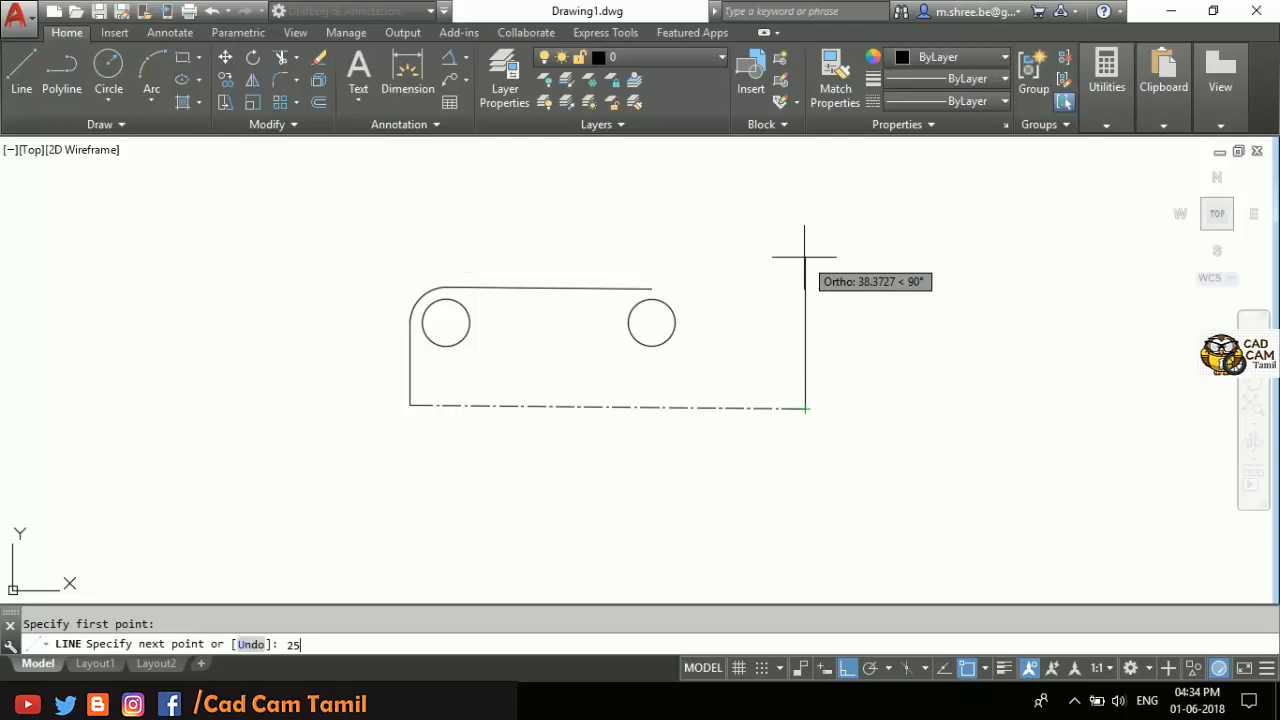 A Drafting & Annotation Drawing1.dwg Type a keyword or phrase m.shree.be@g... ?
Home Insert Annotate Parametric View Manage Output Add-ins Collaborate Express Tools Featured Apps
Line Polyline Circle Arc Text Dimension Layer Properties 0 Insert Match Properties ByLayer ByLayer ByLayer Group Utilities Clipboard View
Draw Modify Annotation Layers Block Properties Groups
[−][Top][2D Wireframe]
N
W TOP E
S
WCS
Ortho: 38.3727 < 90°
CAD
CAM
Tamil
Y
X
Specify first point:
LINE Specify next point or [Undo]: 25
Model Layout1 Layout2 + MODEL 1:1
/Cad Cam Tamil ENG 04:34 PM
01-06-2018